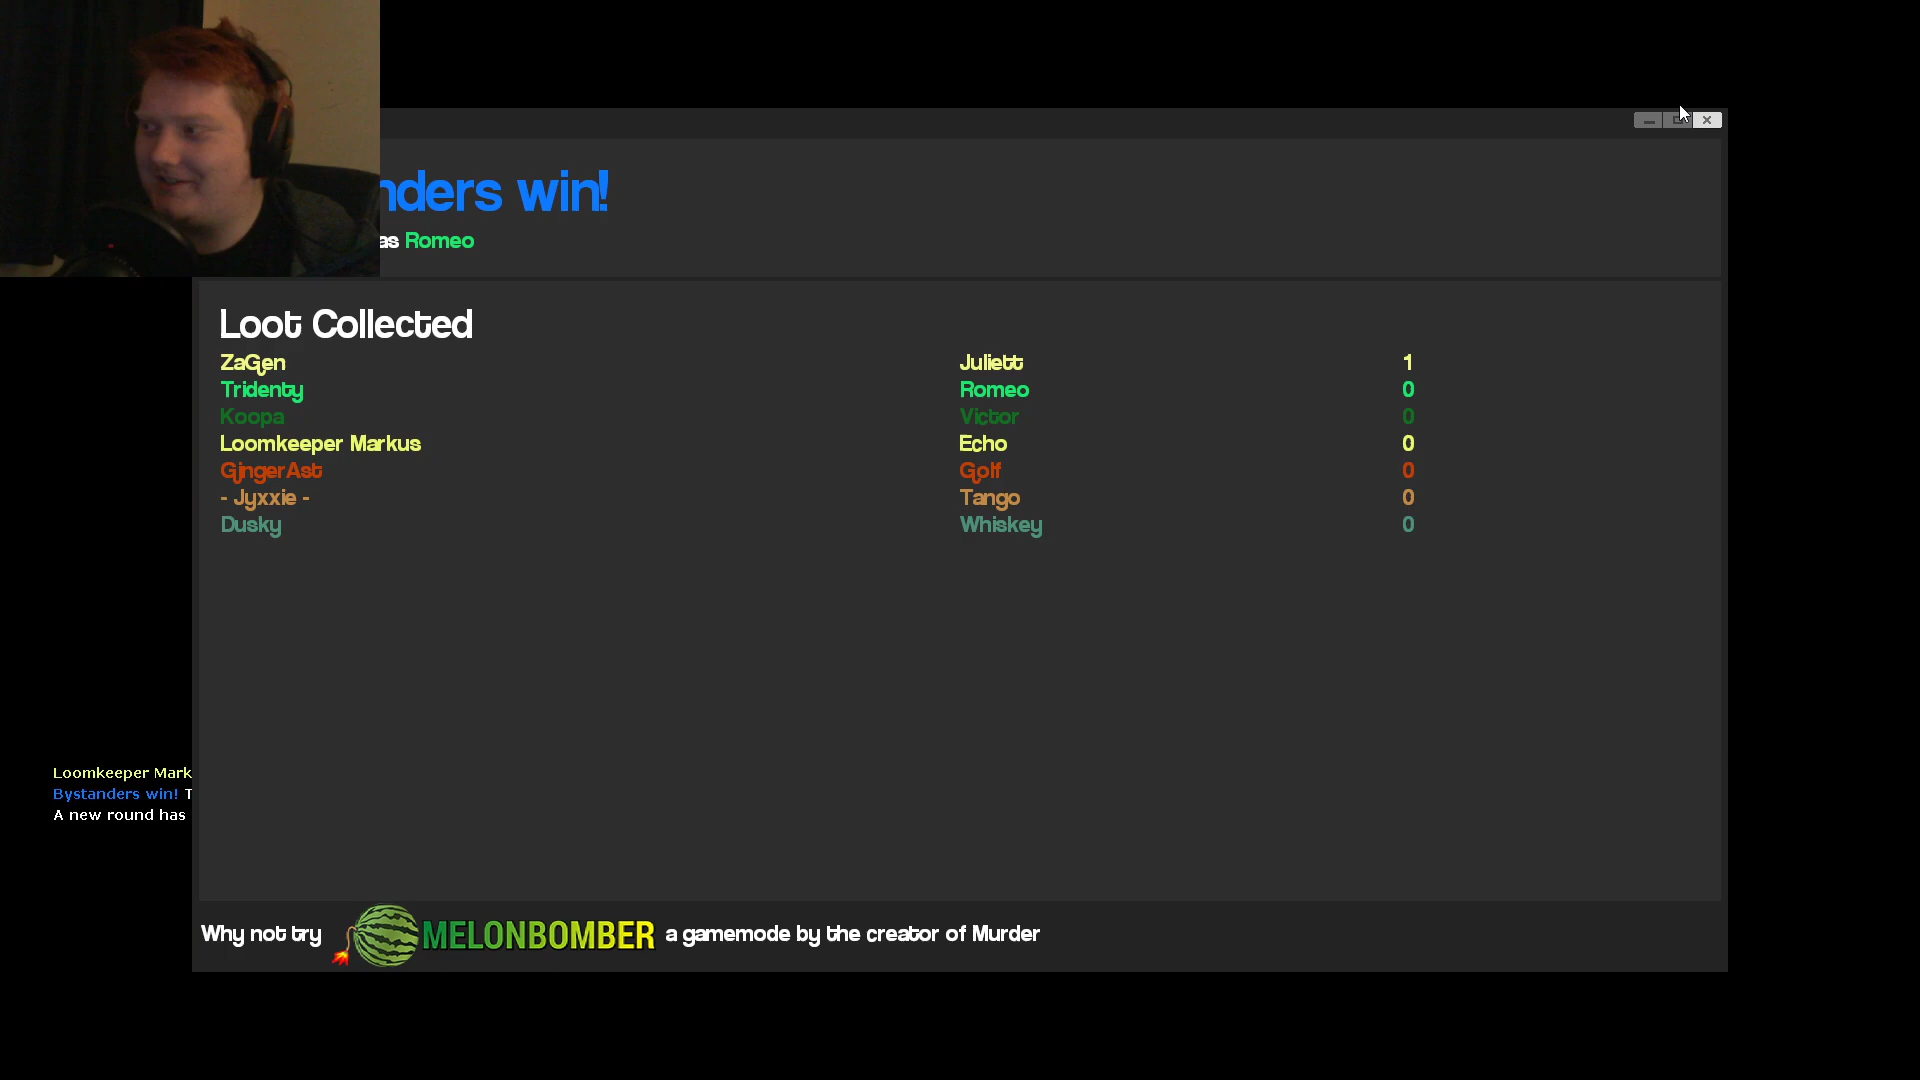 nders win!
as Romeo
Loot Collected
ZaGen Juliett 1
Tridenty Romeo 0
Koopa Victor 0
Loomkeeper Markus Echo 0
GingerAst Golf 0
- Jyxxie - Tango 0
Dusky Whiskey 0
Loomkeeper Mark
Bystanders win! T
A new round has
Why not try MELONBOMBER a gamemode by the creator of Murder